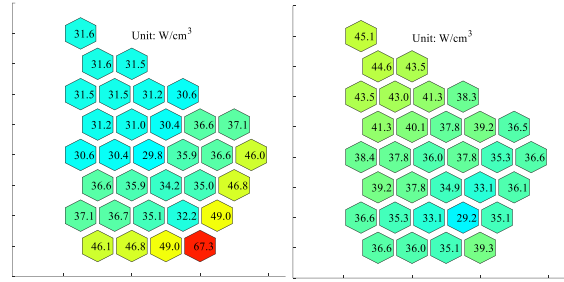 31.6
Unit: W/cm³
31.6 31.5
31.5 31.5 31.2 30.6
31.2 31.0 30.4 36.6 37.1
30.6 30.4 29.8 35.9 36.6 46.0
36.6 35.9 34.2 35.0 46.8
37.1 36.7 35.1 32.2 49.0
46.1 46.8 49.0 67.3
45.1
Unit: W/cm³
44.6 43.5
43.5 43.0 41.3 38.3
41.3 40.1 37.8 39.2 36.5
38.4 37.8 36.0 37.8 35.3 36.6
39.2 37.8 34.9 33.1 36.1
36.6 35.3 33.1 29.2 35.1
36.6 36.0 35.1 39.3